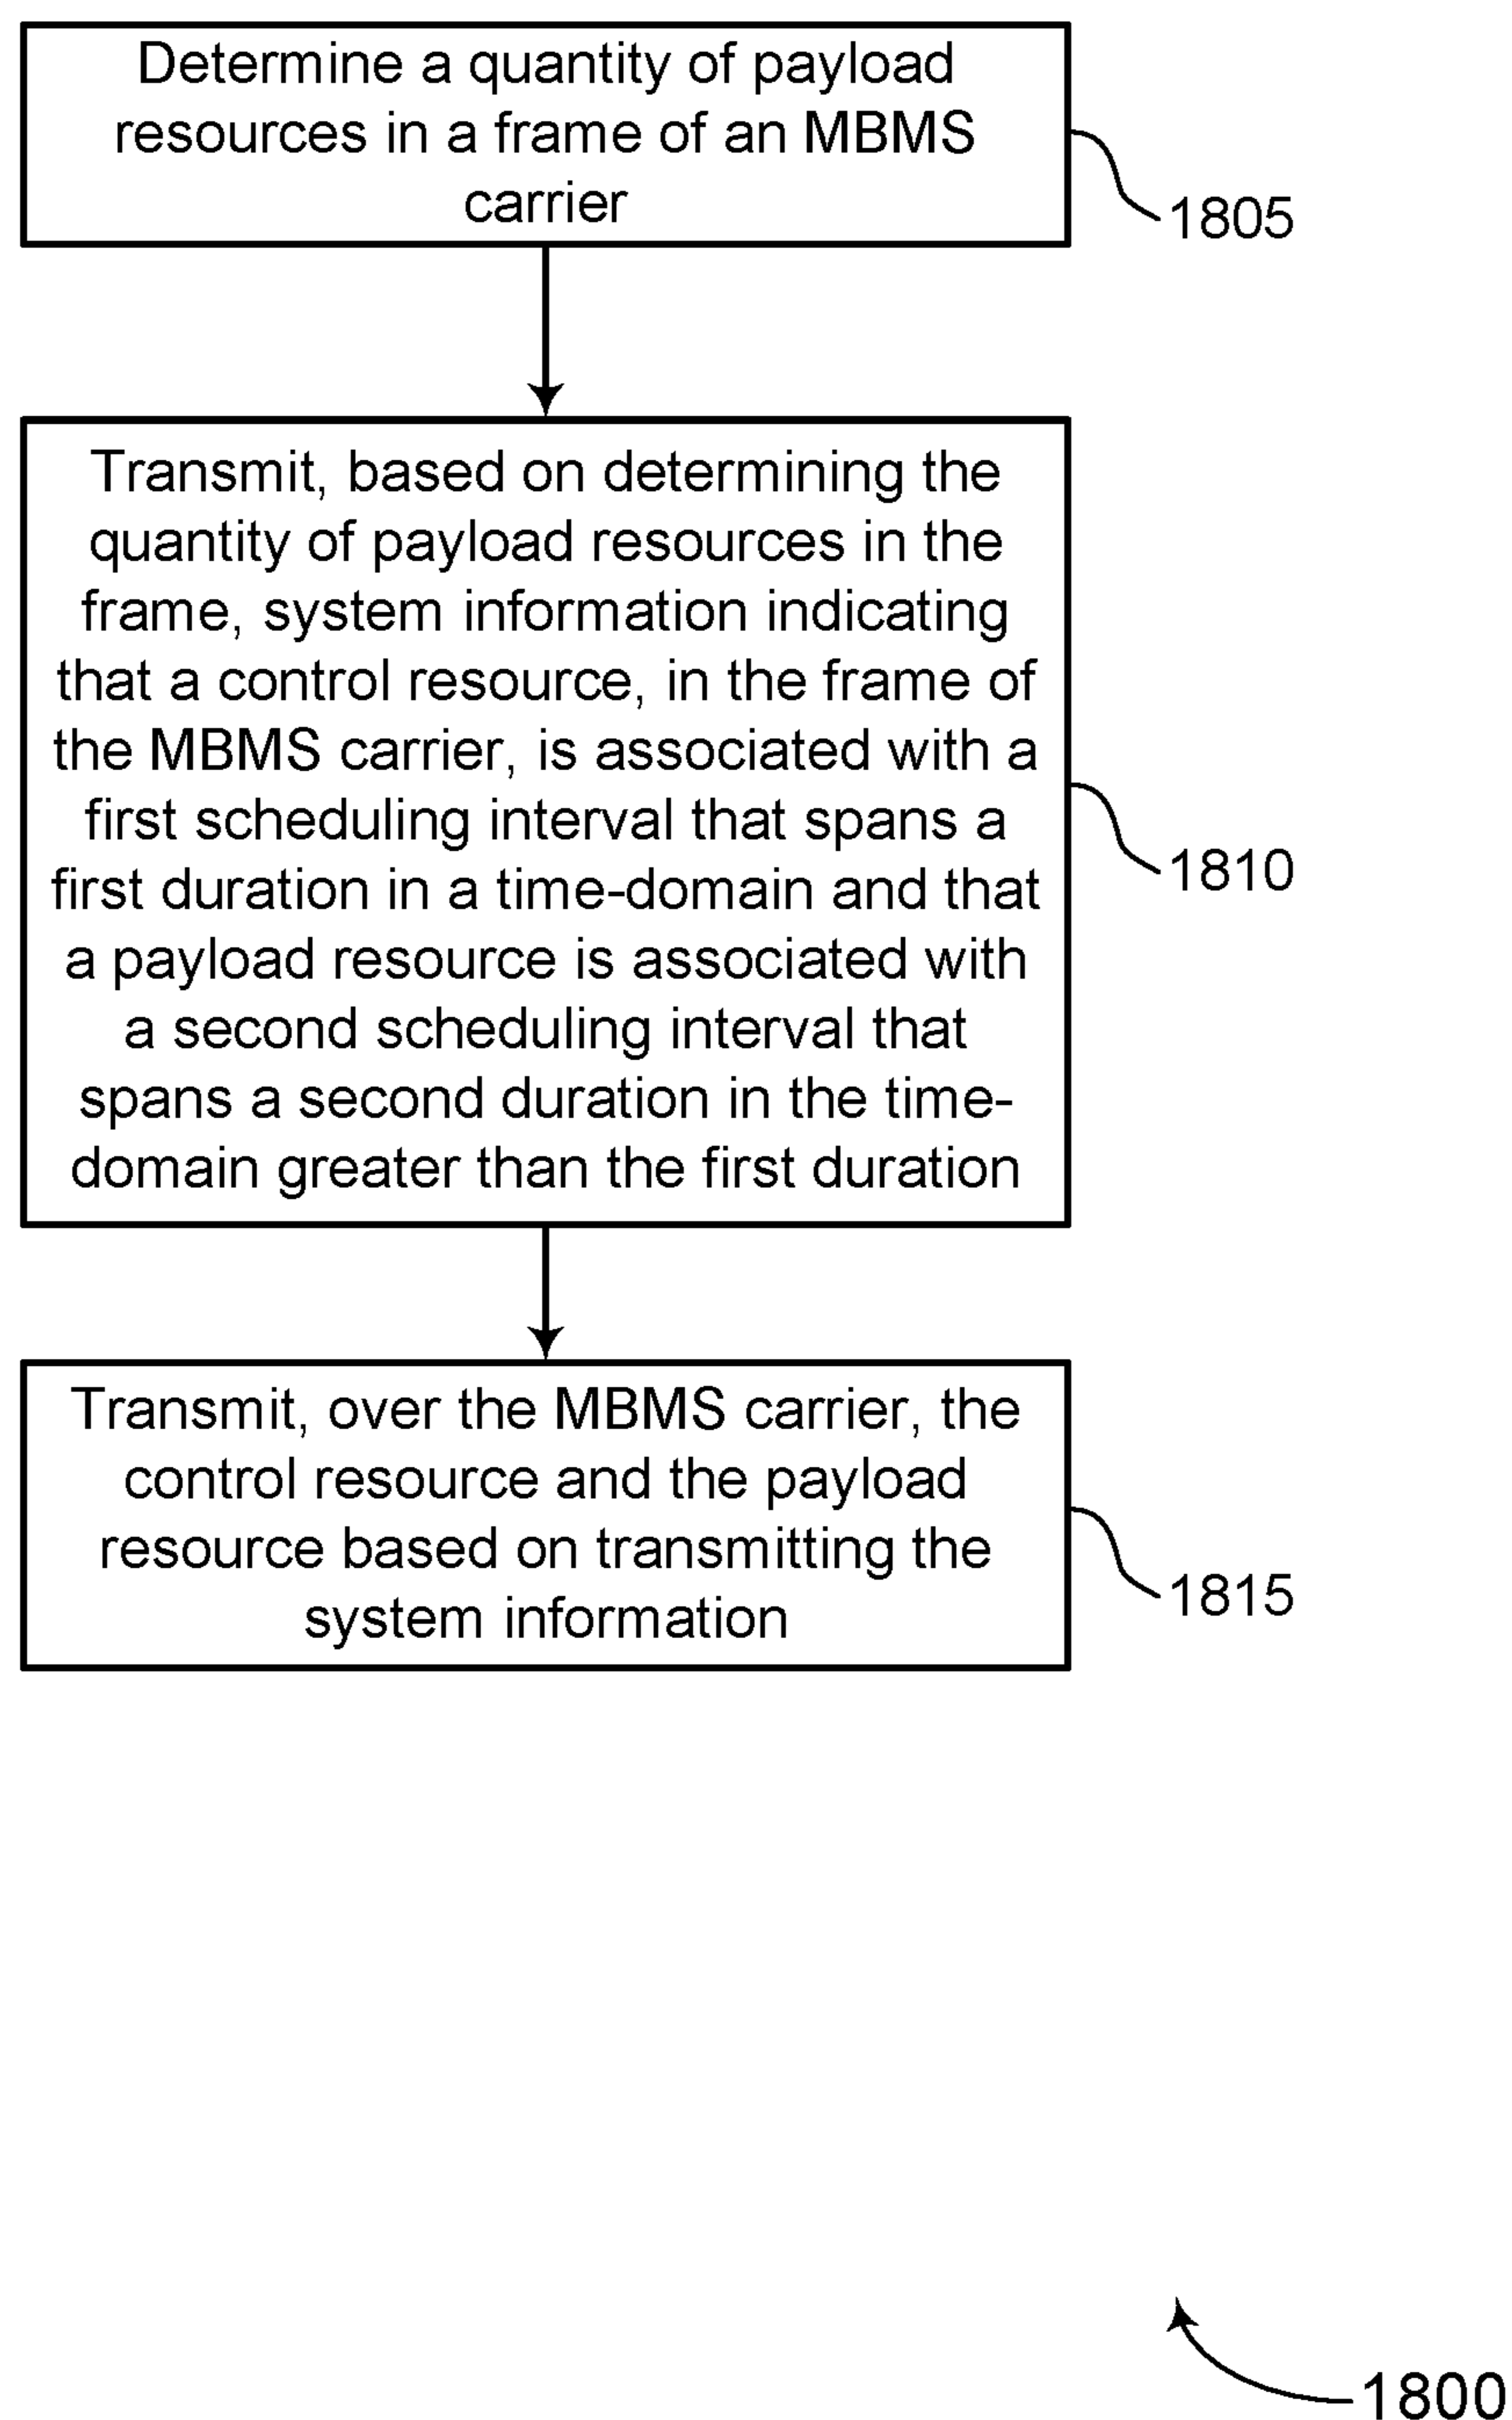 Determine a quantity of payload
resources in a frame of an MBMS
carrier
1805
Transmit, based on determining the
quantity of payload resources in the
frame, system information indicating
that a control resource, in the frame of
the MBMS carrier, is associated with a
first scheduling interval that spans a
first duration in a time-domain and that
a payload resource is associated with
a second scheduling interval that
spans a second duration in the time-
domain greater than the first duration
1810
Transmit, over the MBMS carrier, the
control resource and the payload
resource based on transmitting the
system information
1815
1800